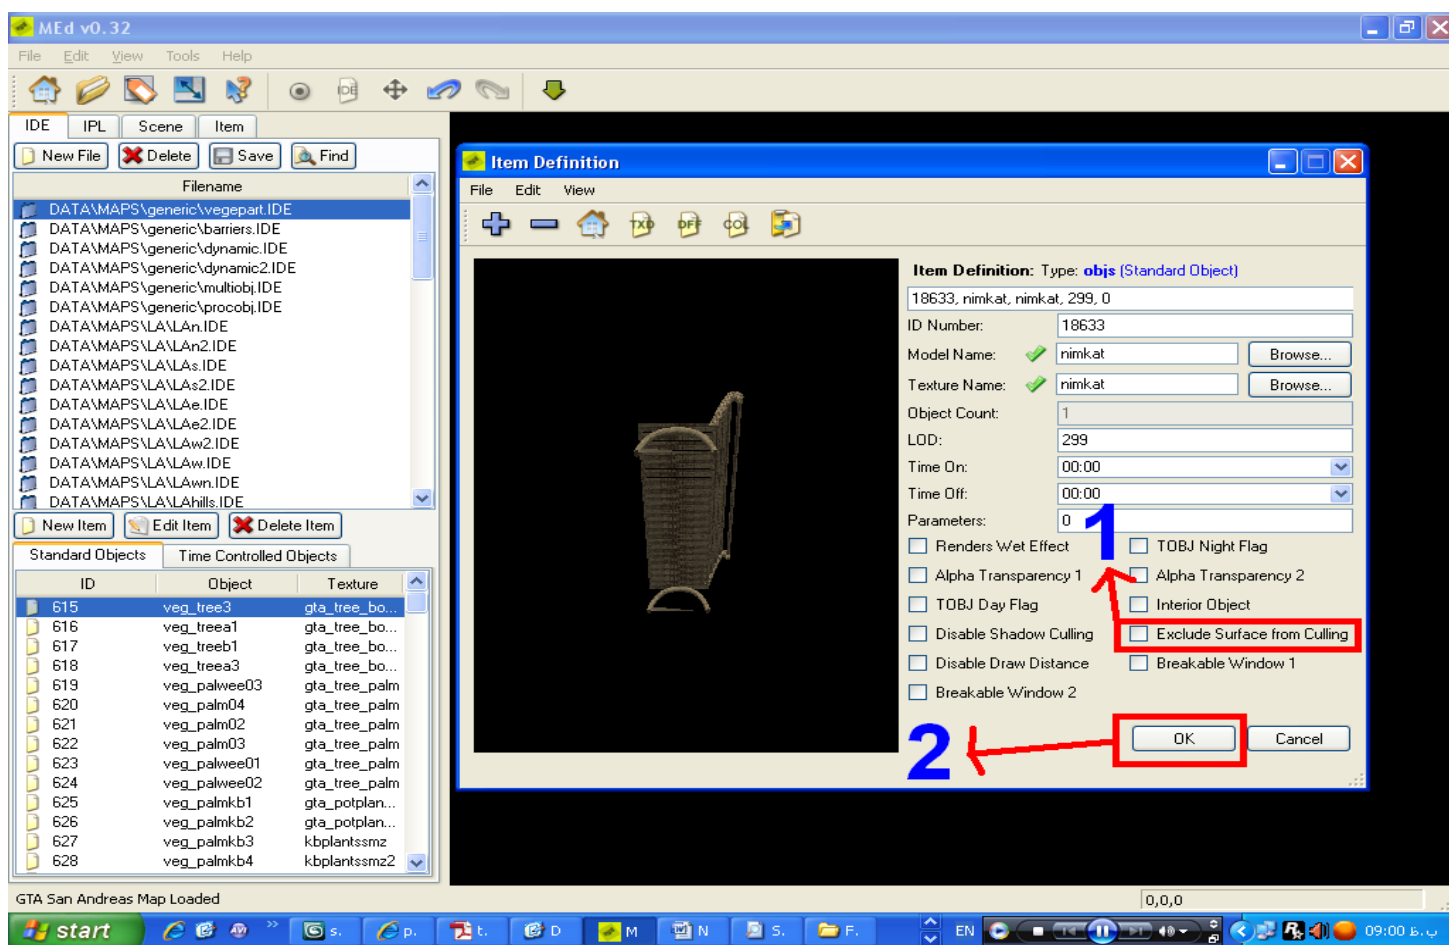 MEd v0.32
File Edit View Tools Help
IDE
IDE IPL Scene Item
New File Delete Save Find
Filename
DATA\MAPS\generic\vegepart.IDE
DATA\MAPS\generic\barriers.IDE
DATA\MAPS\generic\dynamic.IDE
DATA\MAPS\generic\dynamic2.IDE
DATA\MAPS\generic\multiobj.IDE
DATA\MAPS\generic\procobj.IDE
DATA\MAPS\LA\LAn.IDE
DATA\MAPS\LA\LAn2.IDE
DATA\MAPS\LA\LAs.IDE
DATA\MAPS\LA\LAs2.IDE
DATA\MAPS\LA\LAe.IDE
DATA\MAPS\LA\LAe2.IDE
DATA\MAPS\LA\LAw2.IDE
DATA\MAPS\LA\LAw.IDE
DATA\MAPS\LA\LAwn.IDE
DATA\MAPS\LA\LAhills.IDE
New Item Edit Item Delete Item
Standard Objects Time Controlled Objects
ID Object Texture
615 veg_tree3 gta_tree_bo...
616 veg_treea1 gta_tree_bo...
617 veg_treeb1 gta_tree_bo...
618 veg_treea3 gta_tree_bo...
619 veg_palwee03 gta_tree_palm
620 veg_palm04 gta_tree_palm
621 veg_palm02 gta_tree_palm
622 veg_palm03 gta_tree_palm
623 veg_palwee01 gta_tree_palm
624 veg_palwee02 gta_tree_palm
625 veg_palmkb1 gta_potplan...
626 veg_palmkb2 gta_potplan...
627 veg_palmkb3 kbplantssmz
628 veg_palmkb4 kbplantssmz2
Item Definition
File Edit View
TXD DFF COL
Item Definition: Type: objs (Standard Object)
18633, nimkat, nimkat, 299, 0
ID Number: 18633
Model Name: nimkat Browse...
Texture Name: nimkat Browse...
Object Count: 1
LOD: 299
Time On: 00:00
Time Off: 00:00
Parameters: 0
1
Renders Wet Effect TOBJ Night Flag
Alpha Transparency 1 Alpha Transparency 2
TOBJ Day Flag Interior Object
Disable Shadow Culling Exclude Surface from Culling
Disable Draw Distance Breakable Window 1
Breakable Window 2
2
OK Cancel
GTA San Andreas Map Loaded 0,0,0
start s. p. t. D M N S. F. EN 09:00 ب.ظ